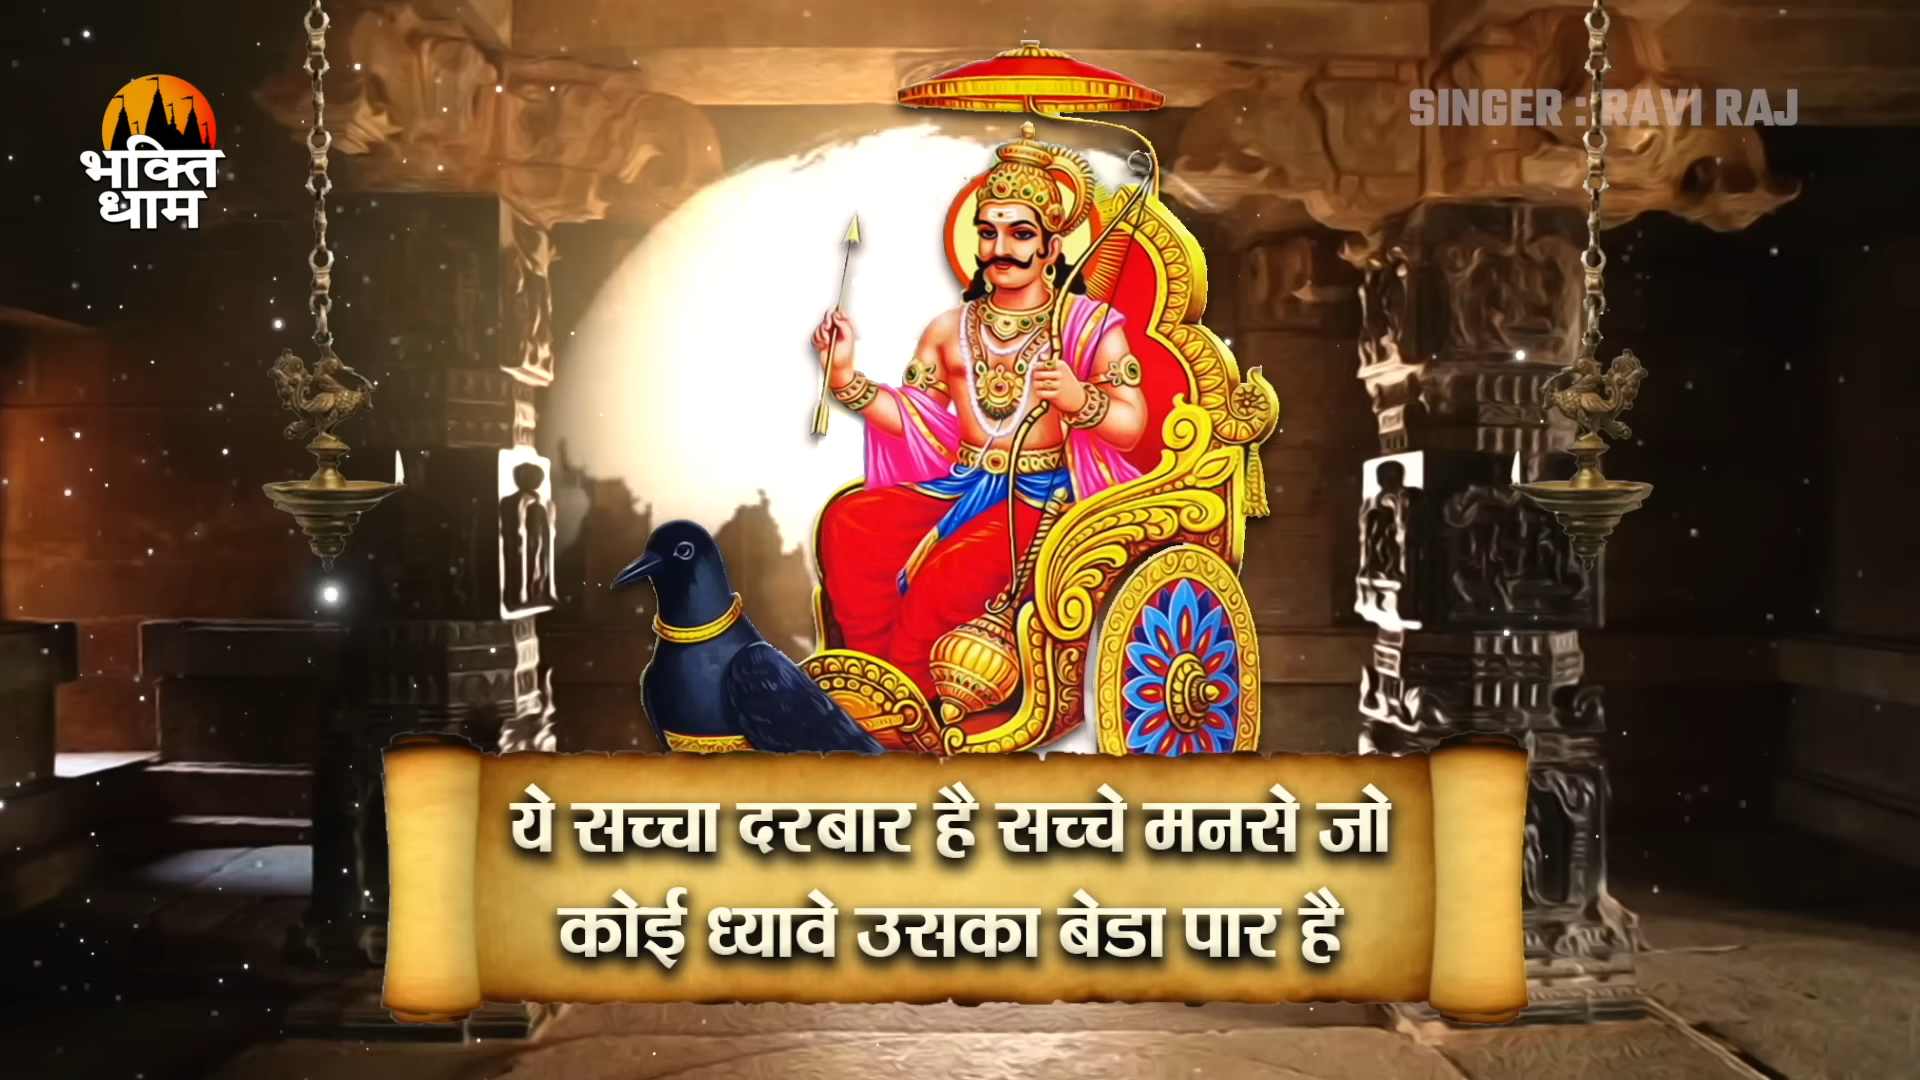 भक्ति
धाम
SINGER : RAVI RAJ
ये सच्चा दरबार है सच्चे मनसे जो
कोई ध्यावे उसका बेडा पार है